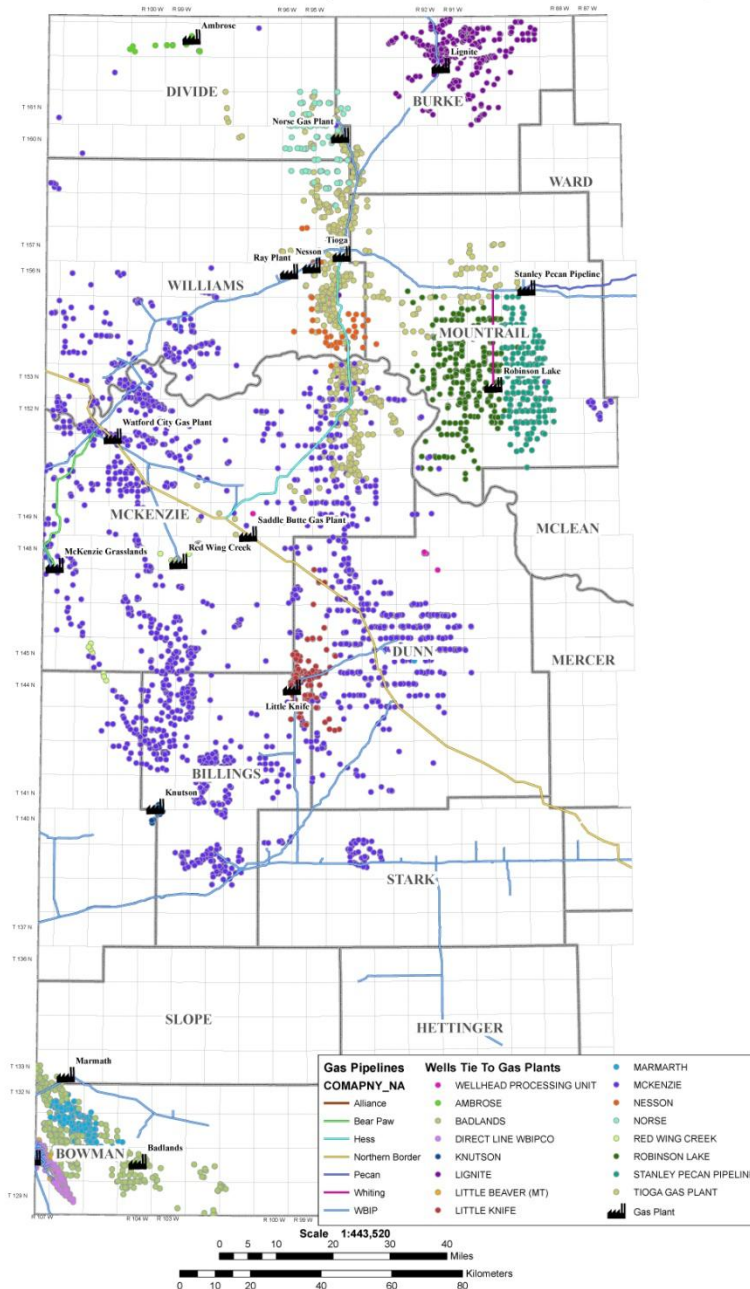 R 100 W R 99 W R 96 W R 95 W R 92 W R 91 W R 88 W R 87 W
Ambrose
Lignite
DIVIDE
BURKE
T 161 N
Norse Gas Plant
T 160 N
WARD
T 157 N
Tioga
Nesson
Ray Plant
T 156 N
Stanley Pecan Pipeline
WILLIAMS
MOUNTRAIL
T 153 N
Robinson Lake
T 152 N
Watford City Gas Plant
T 149 N
MCKENZIE
Saddle Butte Gas Plant
MCLEAN
T 148 N
McKenzie Grasslands
Red Wing Creek
T 145 N
DUNN
MERCER
T 144 N
Little Knife
BILLINGS
T 141 N
Knutson
T 140 N
STARK
T 137 N
T 136 N
SLOPE
HETTINGER
T 133 N
Marmath
T 132 N
BOWMAN
Badlands
T 129 N
R 107 W R 104 W R 103 W R 100 W R 99 W
Gas Pipelines
COMAPNY_NA
Alliance
Bear Paw
Hess
Northern Border
Pecan
Whiting
WBIP
Wells Tie To Gas Plants
WELLHEAD PROCESSING UNIT
AMBROSE
BADLANDS
DIRECT LINE WBIPCO
KNUTSON
LIGNITE
LITTLE BEAVER (MT)
LITTLE KNIFE
MARMARTH
MCKENZIE
NESSON
NORSE
RED WING CREEK
ROBINSON LAKE
STANLEY PECAN PIPELINE
TIOGA GAS PLANT
Gas Plant
Scale 1:443,520
0 5 10 20 30 40
Miles
0 10 20 40 60 80
Kilometers